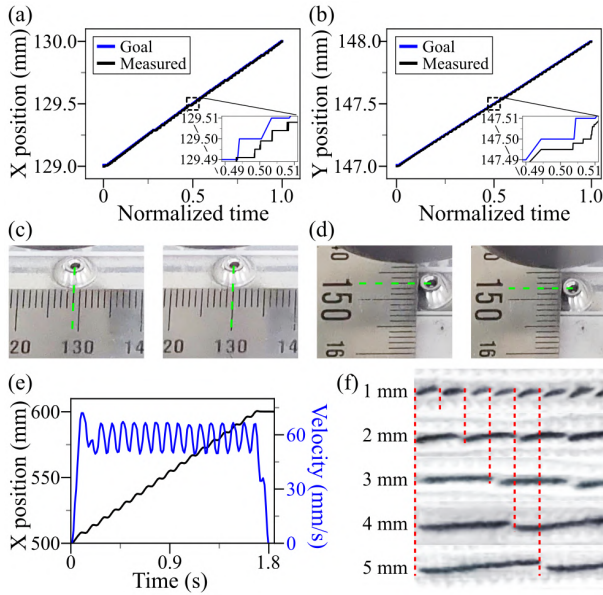 (a)
X position (mm)
130.0
129.5
129.0
Goal
Measured
129.51
129.50
129.49
0.49 0.50 0.51
0 0.5 1.0
Normalized time
(b)
Y position (mm)
148.0
147.5
147.0
Goal
Measured
147.51
147.50
147.49
0.49 0.50 0.51
0 0.5 1.0
Normalized time
(c)
20 130 14
20 130 14
(d)
150
16
150
16
(e)
X position (mm)
600
550
500
Velocity (mm/s)
60
30
0
0 0.9 1.8
Time (s)
(f)
1 mm
2 mm
3 mm
4 mm
5 mm